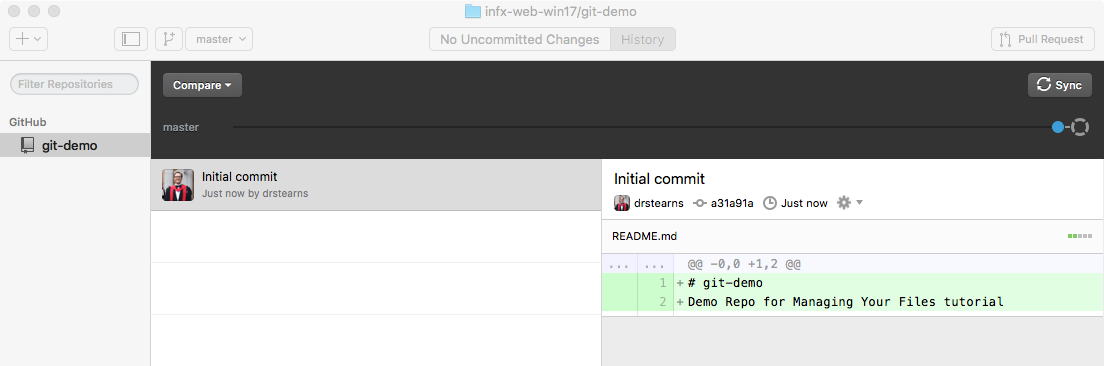 infx-web-win17/git-demo
master
No Uncommitted Changes
History
Pull Request
Filter Repositories
Compare
Sync
GitHub
master
git-demo
Initial commit
Just now by drstearns
Initial commit
drstearns a31a91a Just now
README.md
... ... @@ -0,0 +1,2 @@
1 + # git-demo
2 + Demo Repo for Managing Your Files tutorial